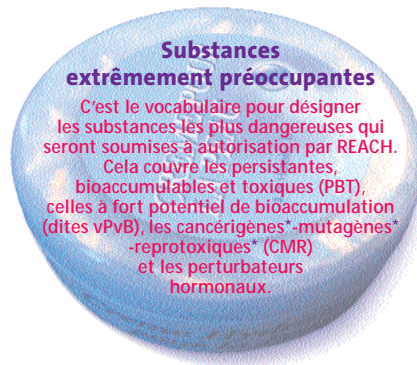 Substances
extrêmement préoccupantes
C'est le vocabulaire pour désigner
les substances les plus dangereuses qui
seront soumises à autorisation par REACH.
Cela couvre les persistantes,
bioaccumulables et toxiques (PBT),
celles à fort potentiel de bioaccumulation
(dites vPvB), les cancérigènes*-mutagènes*
-reprotoxiques* (CMR)
et les perturbateurs
hormonaux.